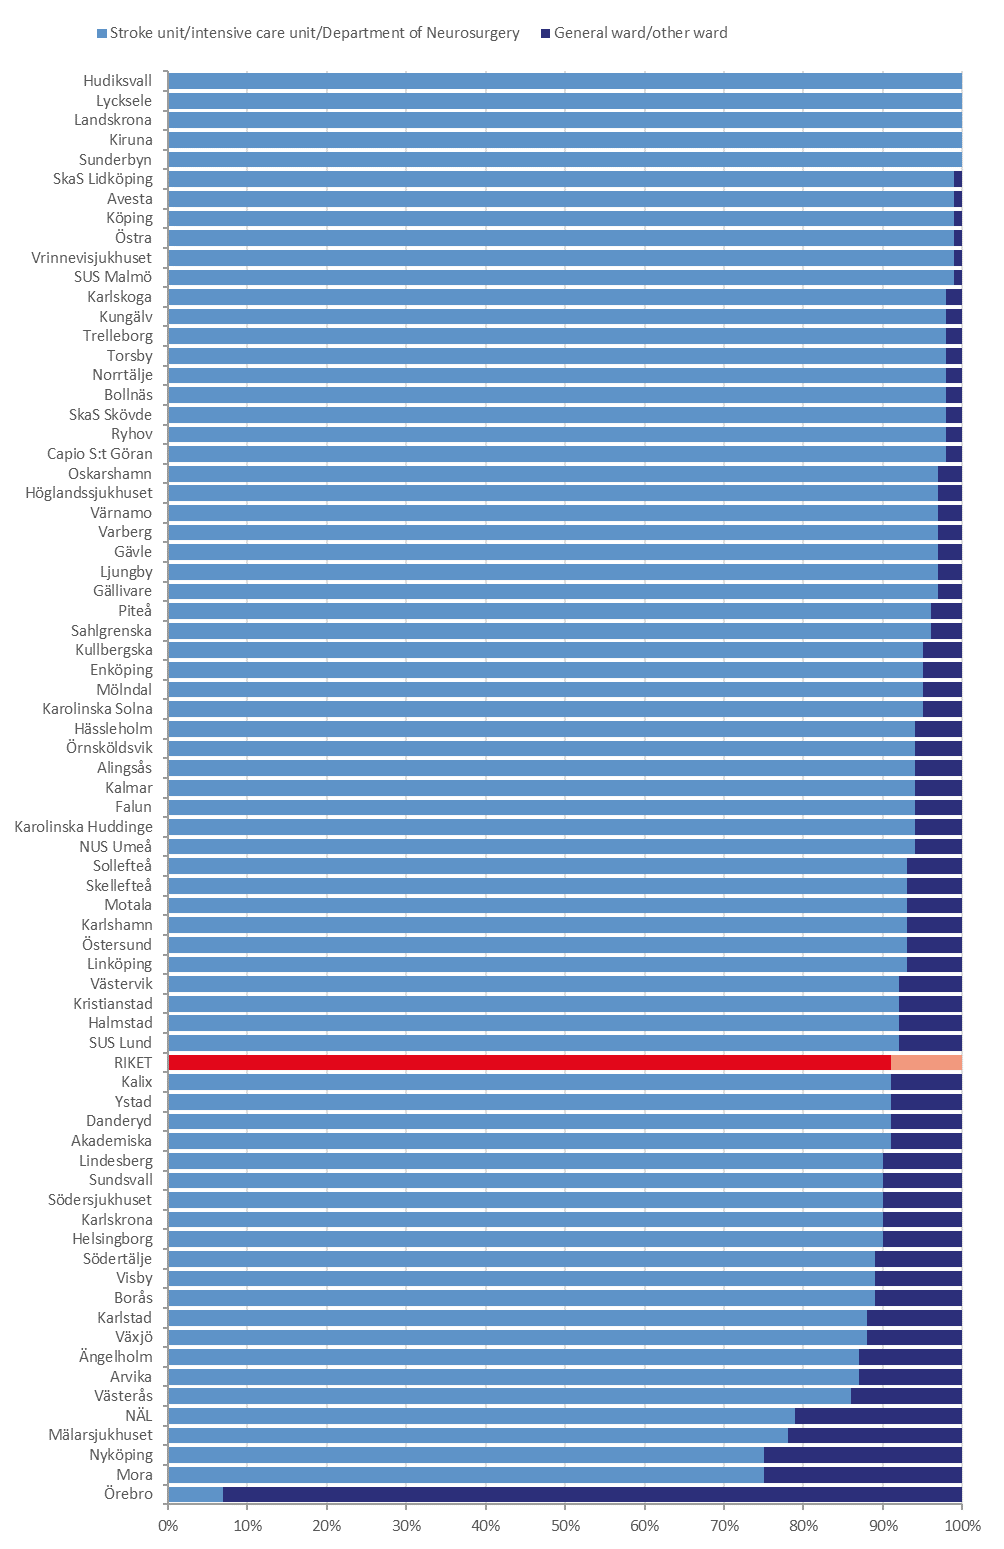 Stroke unit/intensive care unit/Department of Neurosurgery General ward/other ward
Hudiksvall
Lycksele
Landskrona
Kiruna
Sunderbyn
SkaS Lidköping
Avesta
Köping
Östra
Vrinnevisjukhuset
SUS Malmö
Karlskoga
Kungälv
Trelleborg
Torsby
Norrtälje
Bollnäs
SkaS Skövde
Ryhov
Capio S:t Göran
Oskarshamn
Höglandssjukhuset
Värnamo
Varberg
Gävle
Ljungby
Gällivare
Piteå
Sahlgrenska
Kullbergska
Enköping
Mölndal
Karolinska Solna
Hässleholm
Örnsköldsvik
Alingsås
Kalmar
Falun
Karolinska Huddinge
NUS Umeå
Sollefteå
Skellefteå
Motala
Karlshamn
Östersund
Linköping
Västervik
Kristianstad
Halmstad
SUS Lund
RIKET
Kalix
Ystad
Danderyd
Akademiska
Lindesberg
Sundsvall
Södersjukhuset
Karlskrona
Helsingborg
Södertälje
Visby
Borås
Karlstad
Växjö
Ängelholm
Arvika
Västerås
NÄL
Mälarsjukhuset
Nyköping
Mora
Örebro
0% 10% 20% 30% 40% 50% 60% 70% 80% 90% 100%